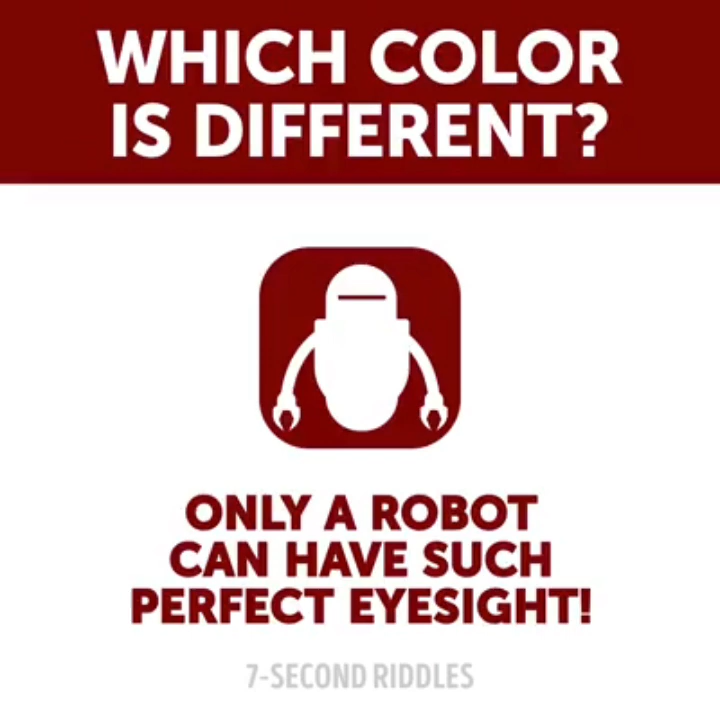 WHICH COLOR
IS DIFFERENT?
ONLY A ROBOT
CAN HAVE SUCH
PERFECT EYESIGHT!
7-SECOND RIDDLES